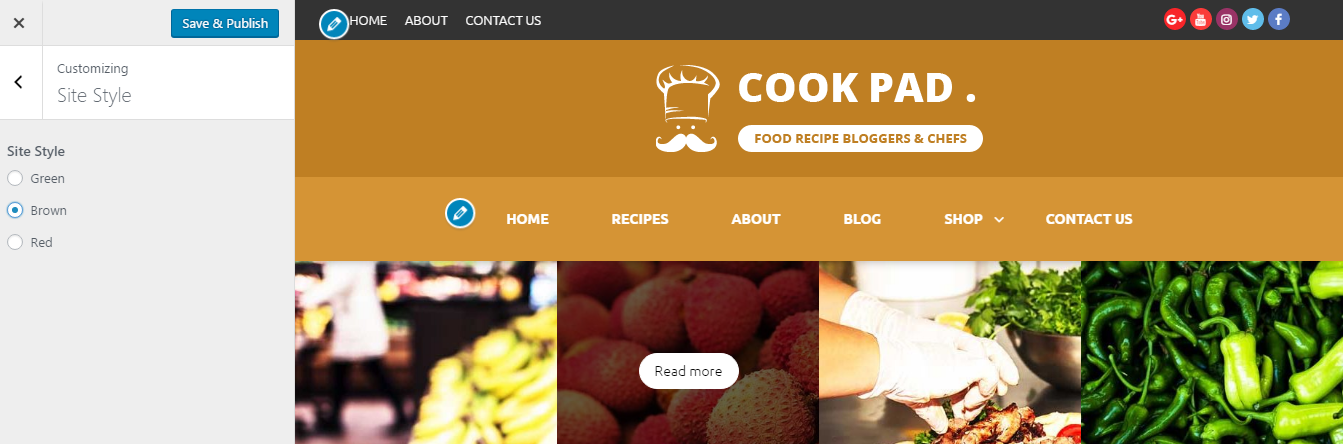 Save & Publish
Customizing
Site Style
Site Style
Green
Brown
Red
HOME ABOUT CONTACT US
COOK PAD .
FOOD RECIPE BLOGGERS & CHEFS
HOME RECIPES ABOUT BLOG SHOP CONTACT US
Read more